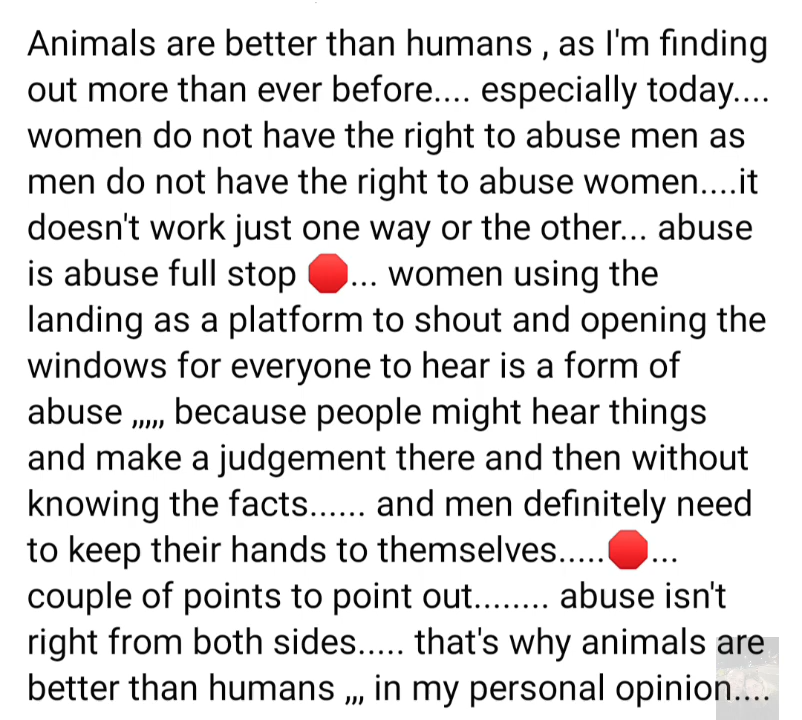 Animals are better than humans , as I'm finding
out more than ever before.... especially today....
women do not have the right to abuse men as
men do not have the right to abuse women....it
doesn't work just one way or the other... abuse
is abuse full stop 🛑... women using the
landing as a platform to shout and opening the
windows for everyone to hear is a form of
abuse ,,,,, because people might hear things
and make a judgement there and then without
knowing the facts...... and men definitely need
to keep their hands to themselves.....🛑...
couple of points to point out........ abuse isn't
right from both sides..... that's why animals are
better than humans ,,, in my personal opinion....